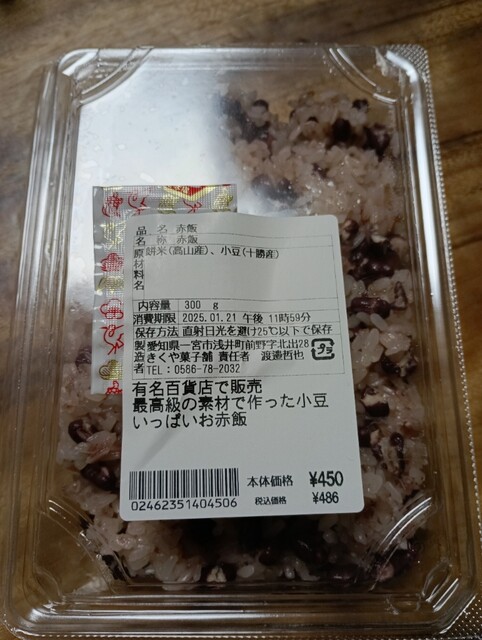 品 名 赤飯
名 称 赤飯
原材料名 餅米(高山産)、小豆(十勝産)
内容量 300 g
消費期限 2025.01.21 午後 11時59分
保存方法 直射日光を避け25℃以下で保存
製造者 愛知県一宮市浅井町前野字北出28
きくや菓子舗 責任者 渡邉哲也
TEL:0586-78-2032
プラ
有名百貨店で販売
最高級の素材で作った小豆
いっぱいお赤飯
本体価格 ¥450
税込価格 ¥486
02462351404506